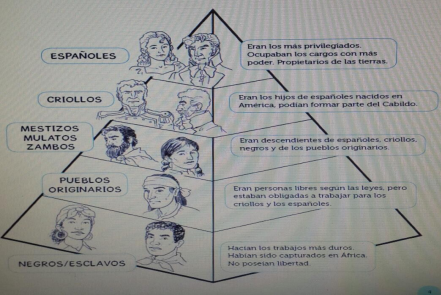 ESPAÑOLES
Eran los más privilegiados.
Ocupaban los cargos con más
poder. Propietarios de las tierras.
CRIOLLOS
Eran los hijos de españoles nacidos en
América, podían formar parte del Cabildo.
MESTIZOS
MULATOS
ZAMBOS
Eran descendientes de españoles, criollos,
negros y de los pueblos originarios.
PUEBLOS
ORIGINARIOS
Eran personas libres según las leyes, pero
estaban obligadas a trabajar para los
criollos y los españoles.
NEGROS/ESCLAVOS
Hacían los trabajos más duros.
Habían sido capturados en África.
No poseían libertad.